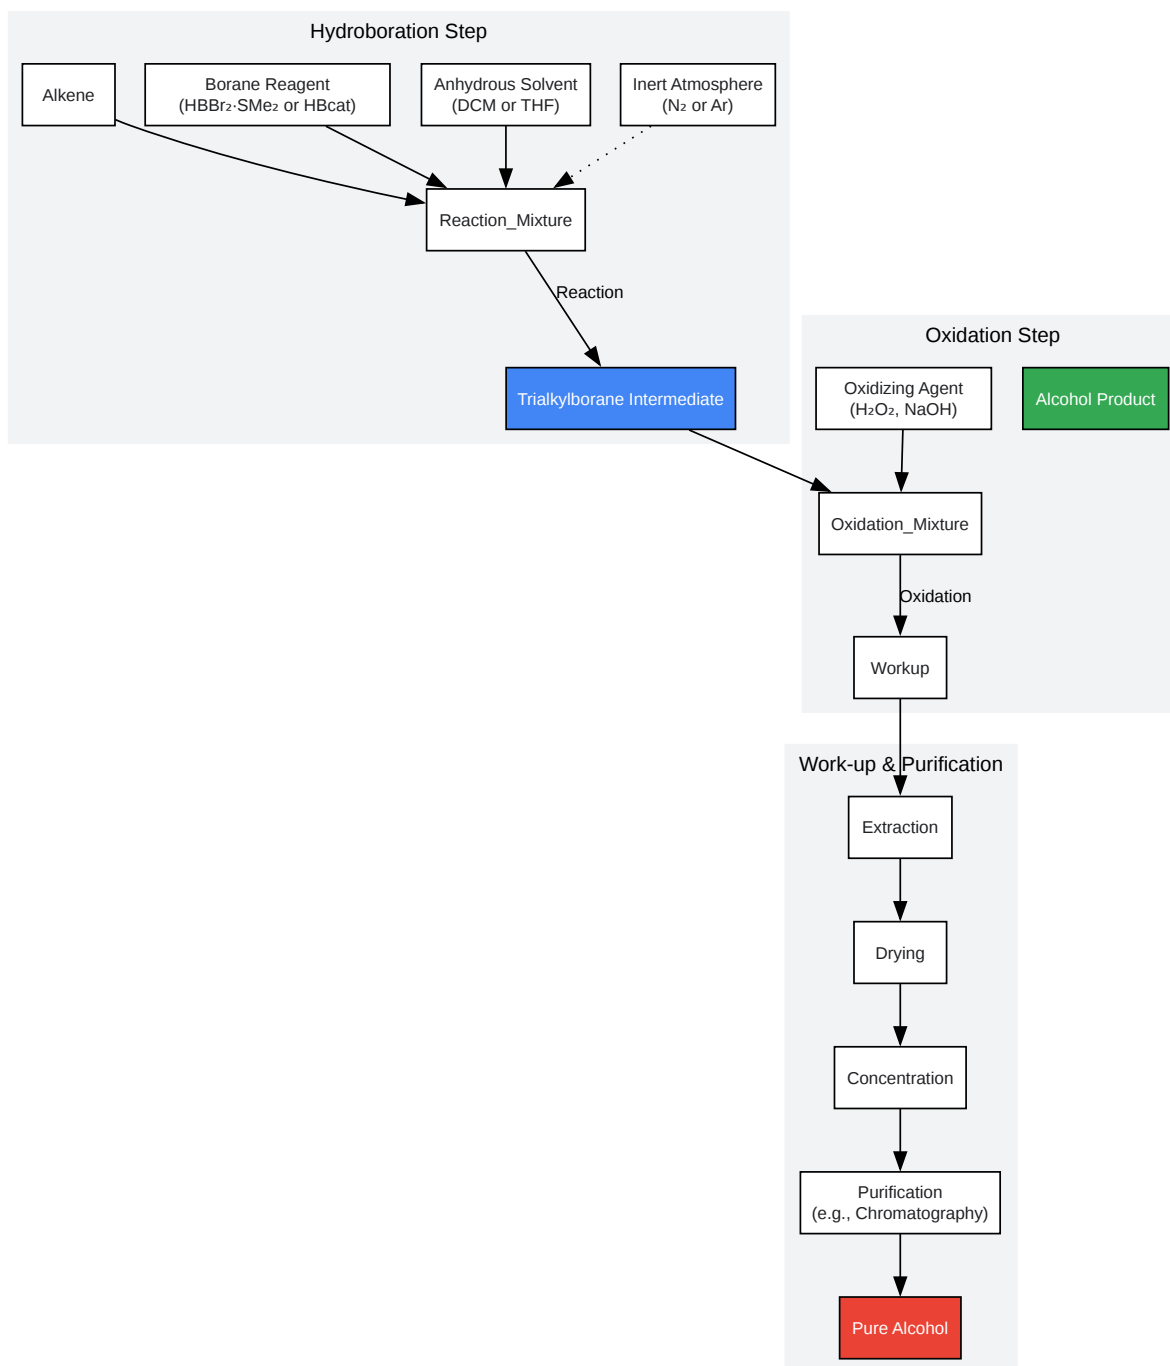 Hydroboration Step
Alkene
Borane Reagent
(HBBr₂·SMe₂ or HBcat)
Anhydrous Solvent
(DCM or THF)
Inert Atmosphere
(N₂ or Ar)
Reaction_Mixture
Reaction
Trialkylborane Intermediate
Oxidation Step
Oxidizing Agent
(H₂O₂, NaOH)
Alcohol Product
Oxidation_Mixture
Oxidation
Workup
Work-up & Purification
Extraction
Drying
Concentration
Purification
(e.g., Chromatography)
Pure Alcohol